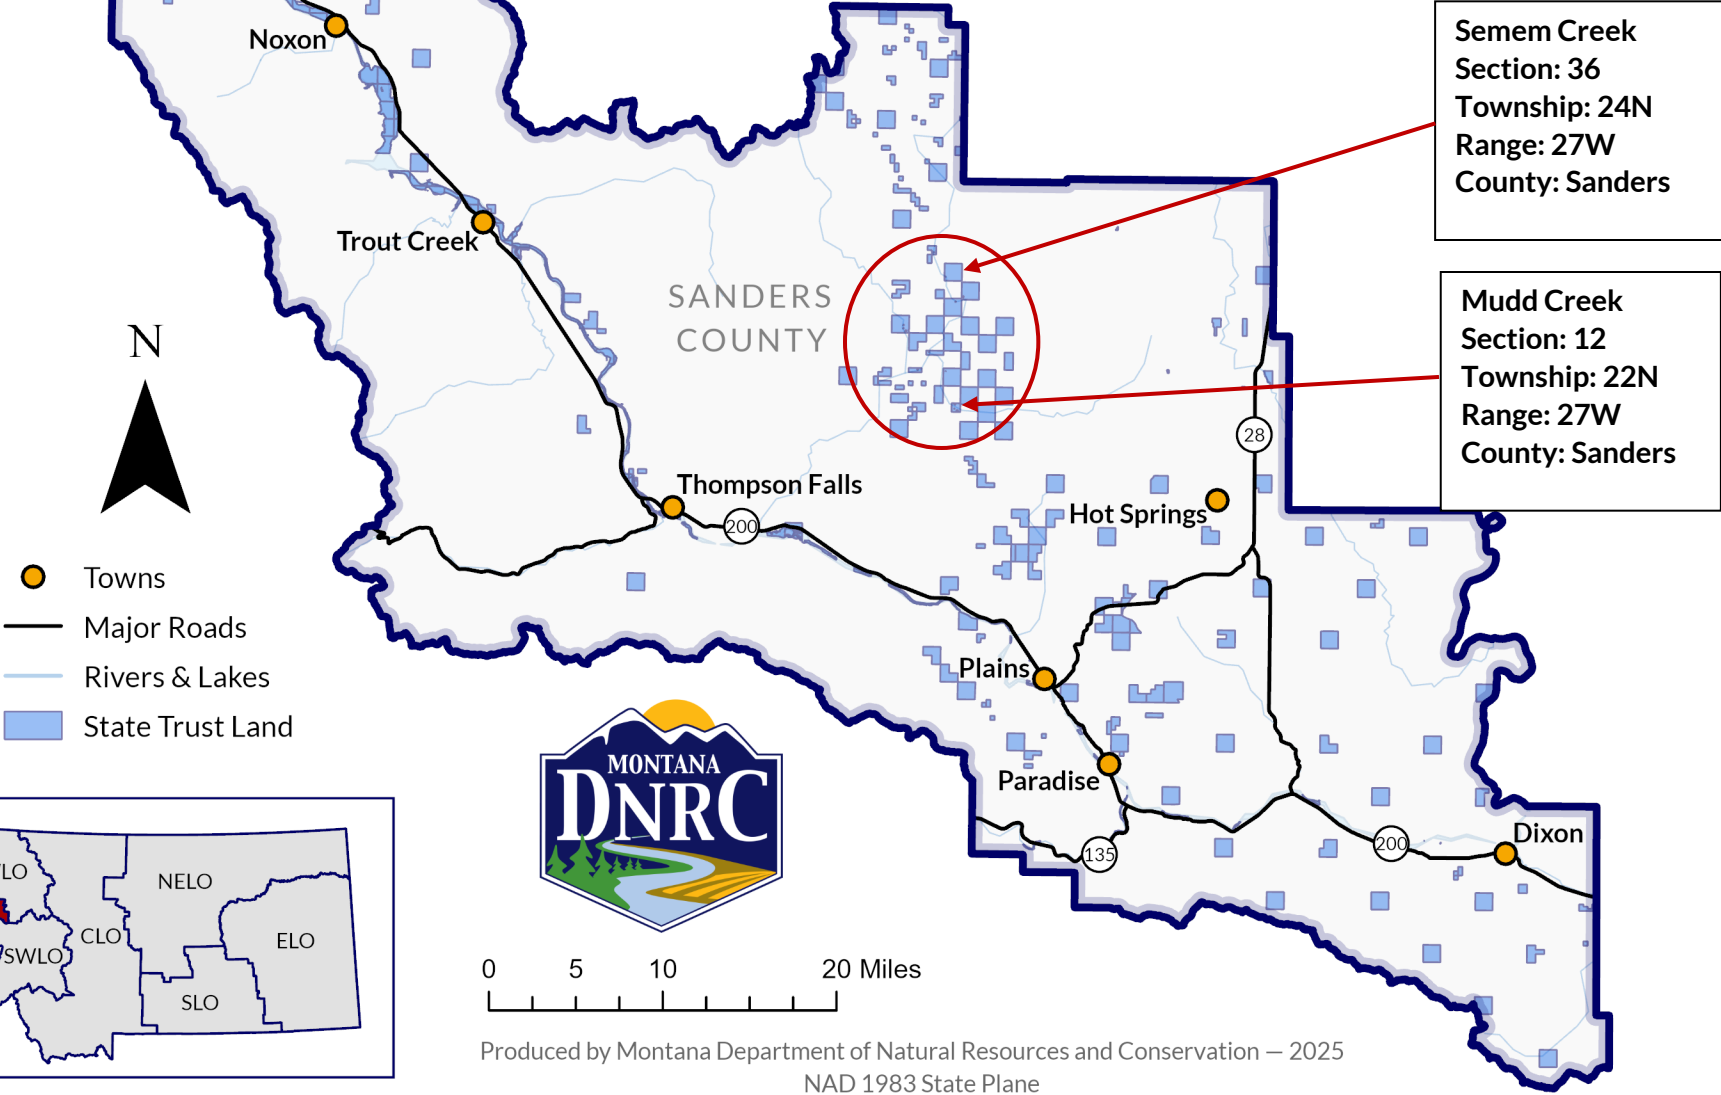 Noxon
Semem Creek
Section: 36
Township: 24N
Range: 27W
County: Sanders
Trout Creek
SANDERS
COUNTY
Mudd Creek
Section: 12
Township: 22N
Range: 27W
County: Sanders
N
28
Thompson Falls
200
Hot Springs
Towns
Major Roads
Rivers & Lakes
State Trust Land
Plains
MONTANA
DNRC
Paradise
135
200
Dixon
NELO
CLO
SWLO
ELO
SLO
0 5 10 20 Miles
Produced by Montana Department of Natural Resources and Conservation — 2025
NAD 1983 State Plane